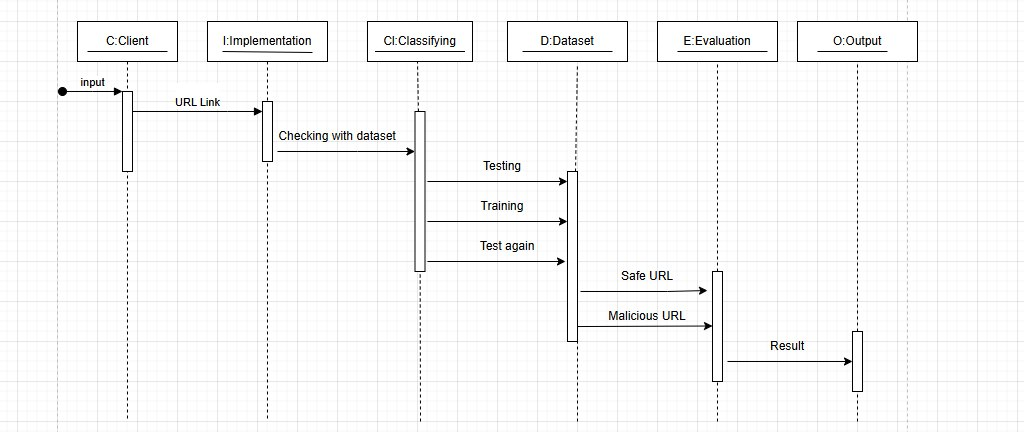 C:Client
I:Implementation
Cl:Classifying
D:Dataset
E:Evaluation
O:Output
input
URL Link
Checking with dataset
Testing
Training
Test again
Safe URL
Malicious URL
Result